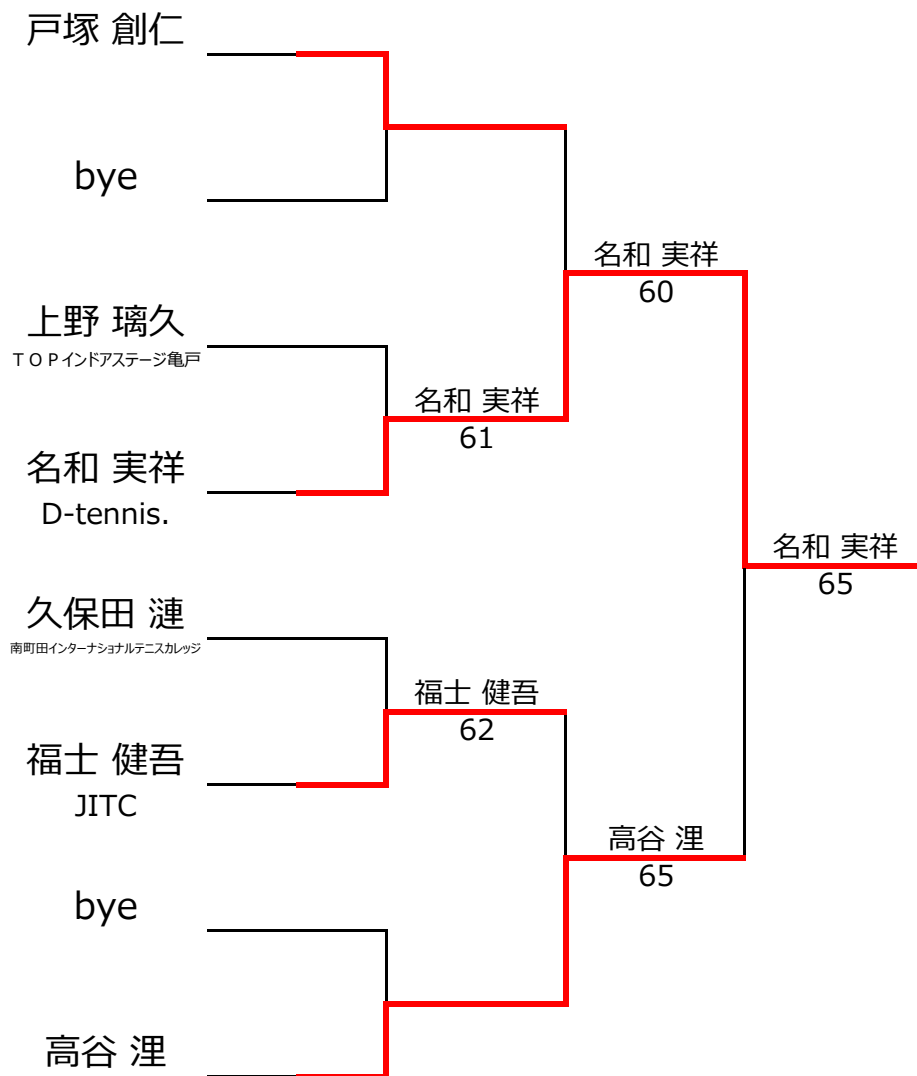 戸塚 創仁
bye
名和 実祥
60
上野 璃久
ＴＯＰインドアステージ亀戸
名和 実祥
61
名和 実祥
D-tennis.
名和 実祥
65
久保田 漣
南町田インターナショナルテニスカレッジ
福士 健吾
62
福士 健吾
JITC
高谷 浬
65
bye
高谷 浬